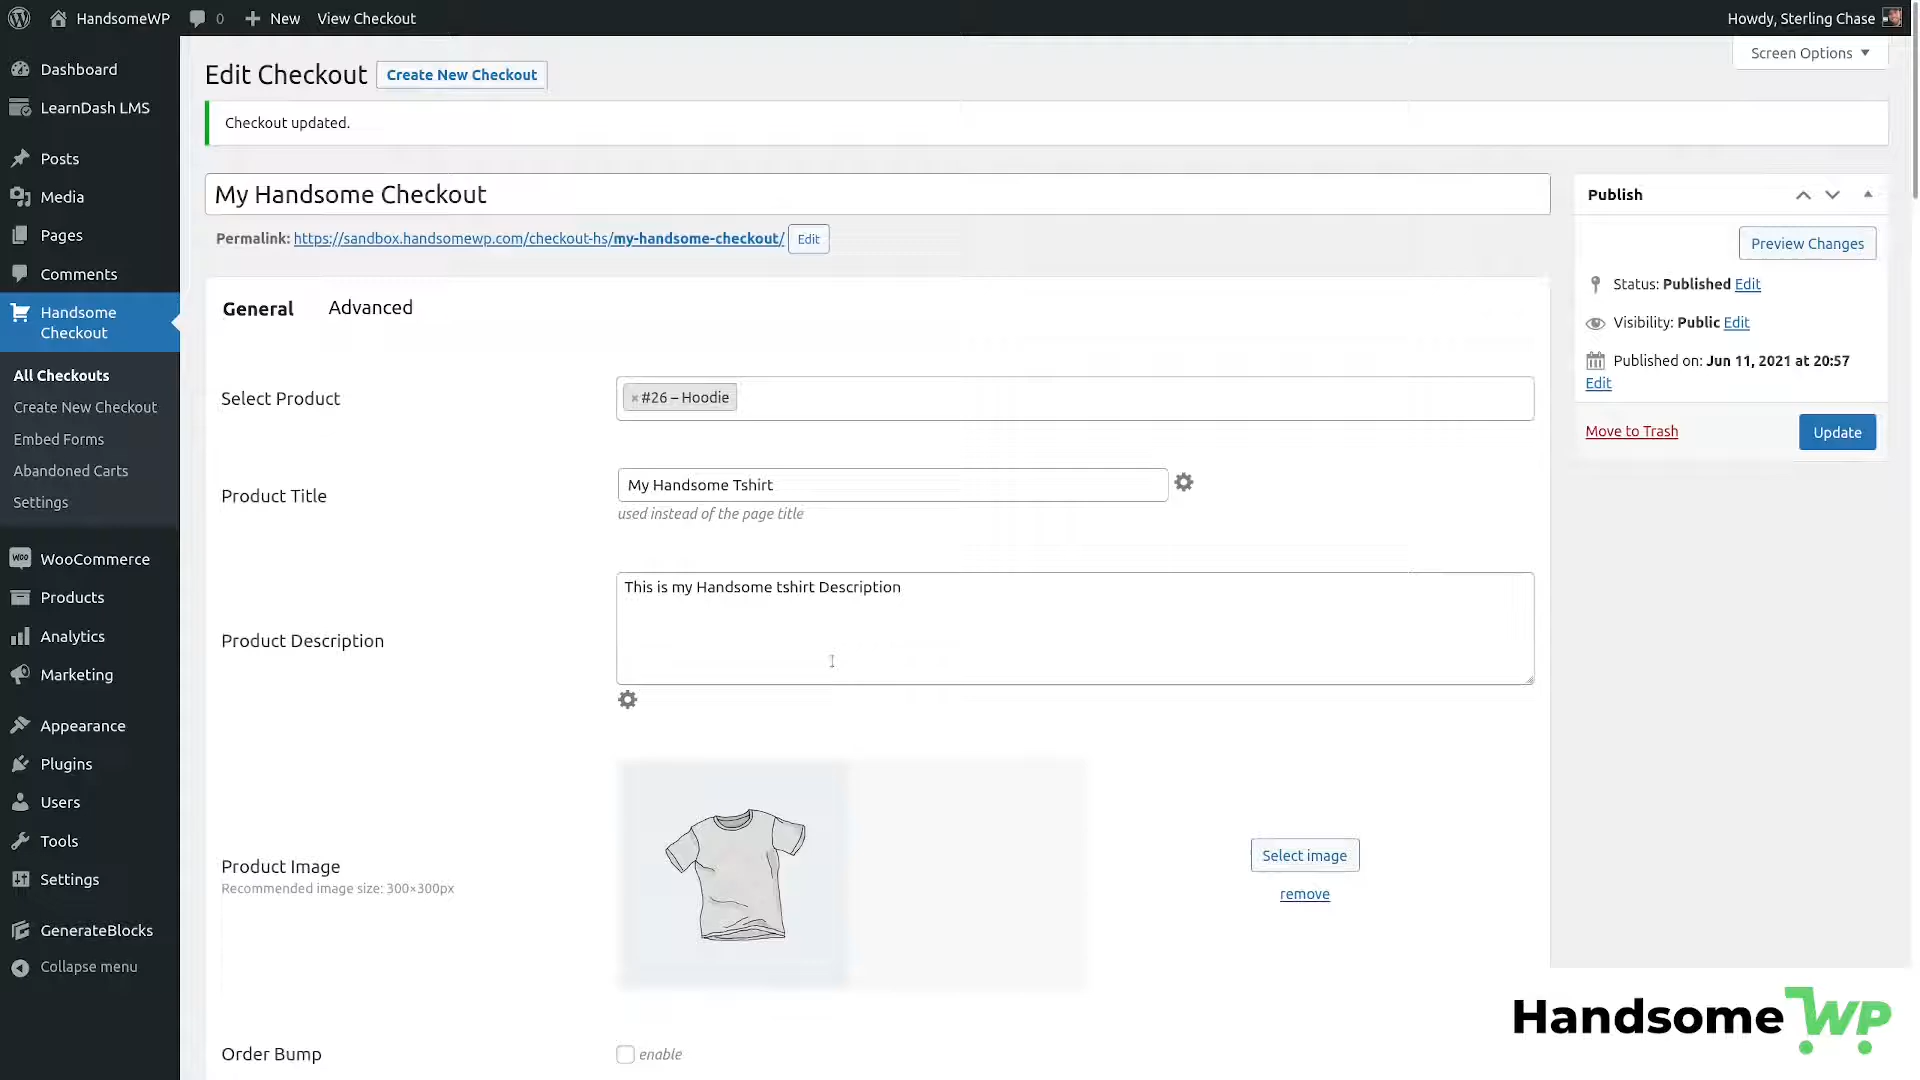 HandsomeWP
0
New
View Checkout
Howdy, Sterling Chase
Screen Options
Dashboard
LearnDash LMS
Posts
Media
Pages
Comments
Handsome
Checkout
All Checkouts
Create New Checkout
Embed Forms
Abandoned Carts
Settings
WOO WooCommerce
Products
Analytics
Marketing
Appearance
Plugins
Users
Tools
Settings
GenerateBlocks
Collapse menu
Edit Checkout
Create New Checkout
Checkout updated.
My Handsome Checkout
Permalink: https://sandbox.handsomewp.com/checkout-hs/my-handsome-checkout/ Edit
General Advanced
Select Product
×#26 – Hoodie
Product Title
My Handsome Tshirt
used instead of the page title
Product Description
This is my Handsome tshirt Description
Product Image
Recommended image size: 300×300px
Select image
remove
Order Bump
enable
Publish
Preview Changes
Status: Published Edit
Visibility: Public Edit
Published on: Jun 11, 2021 at 20:57
Edit
Move to Trash
Update
Handsome WP